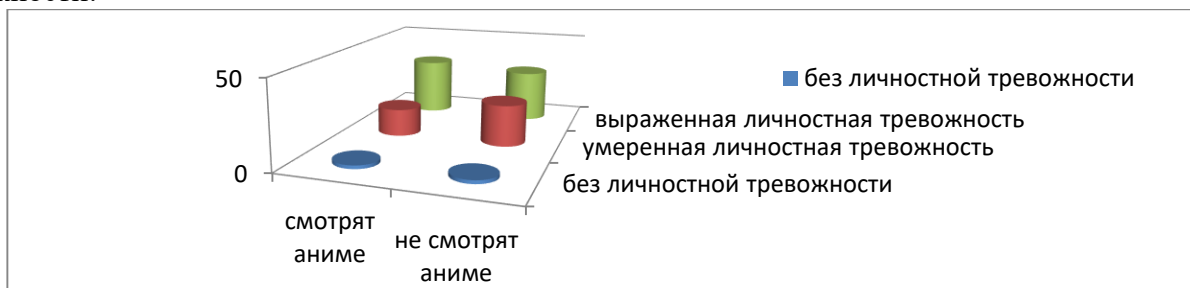 50
0
без личностной тревожности
выраженная личностная тревожность
умеренная личностная тревожность
без личностной тревожности
смотрят
аниме
не смотрят
аниме